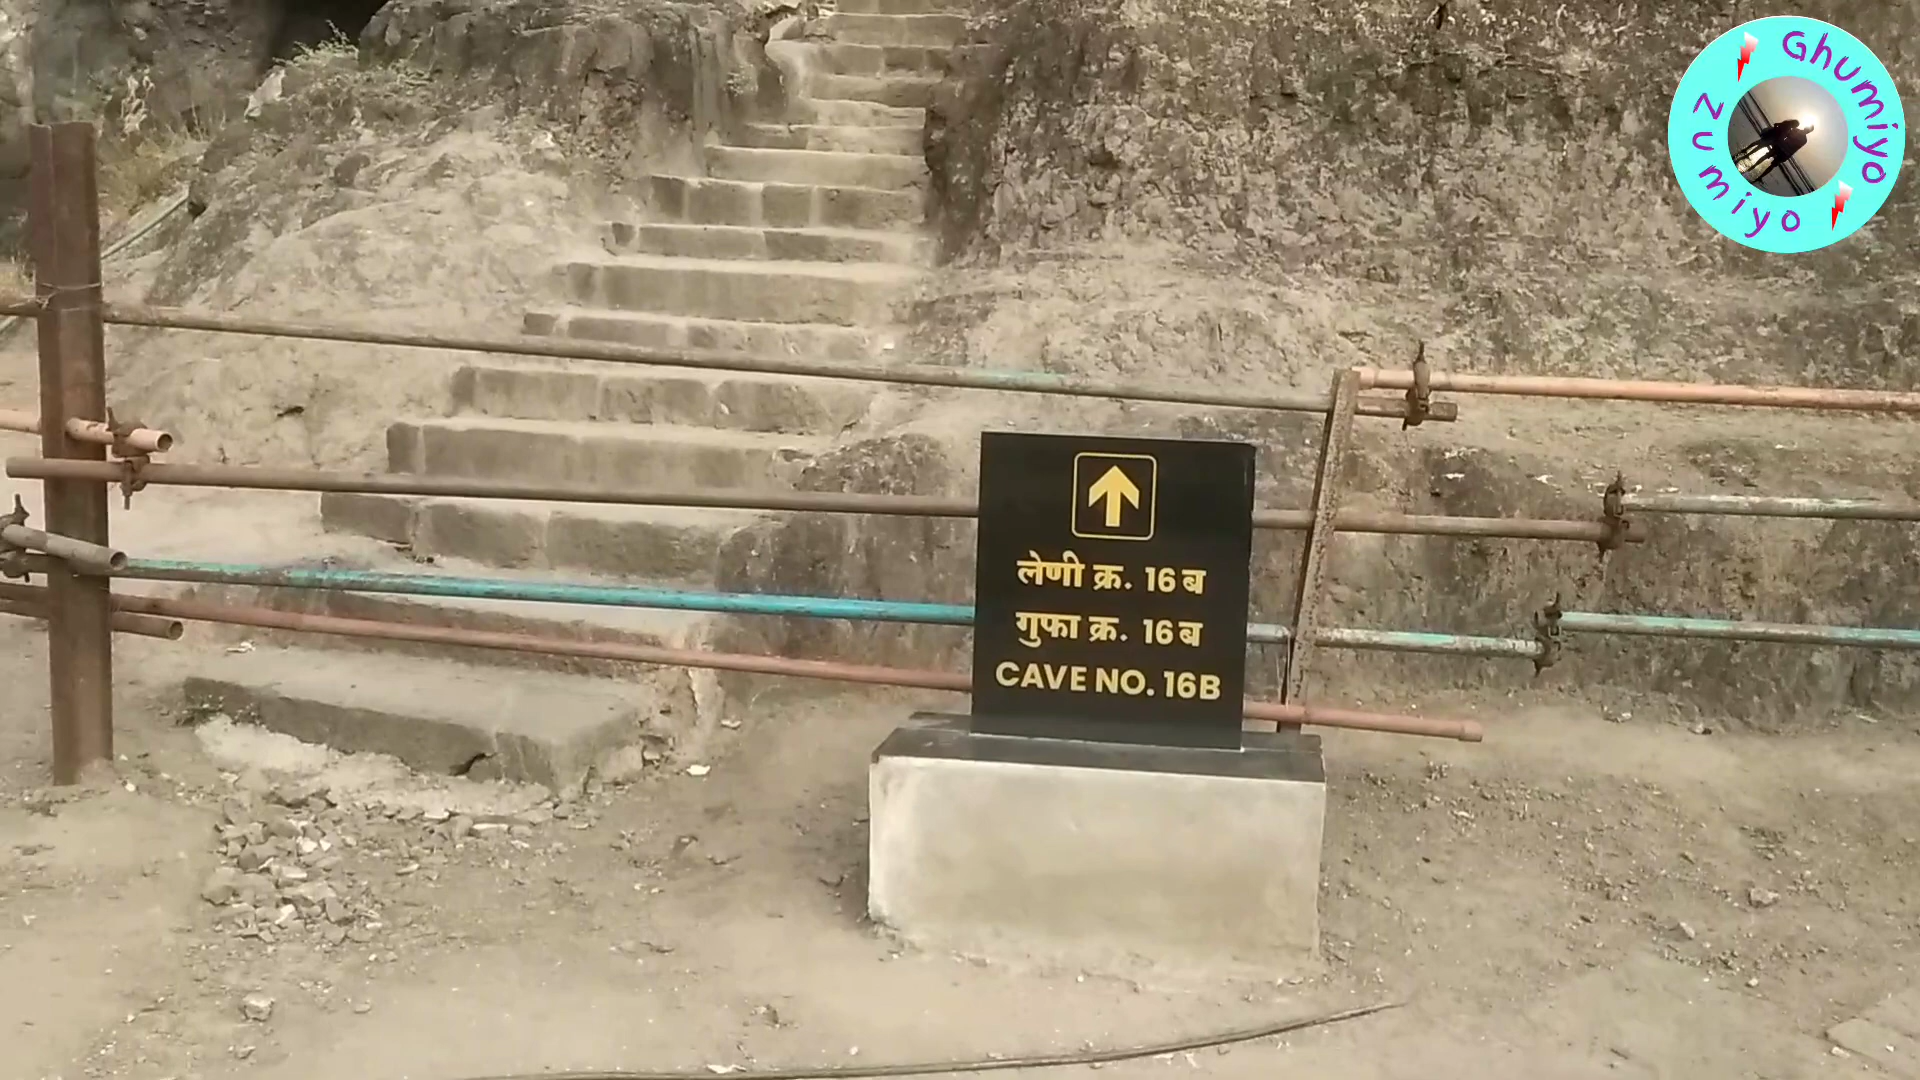 Ghumiyo
Zumiyo
लेणी क्र. 16 ब
गुफा क्र. 16 ब
CAVE NO. 16B